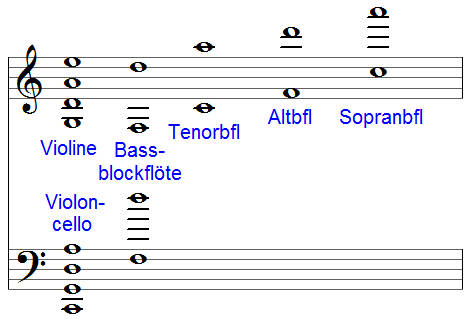 Violine
Bass-
blockflöte
Tenorbfl
Altbfl
Sopranbfl
Violon-
cello